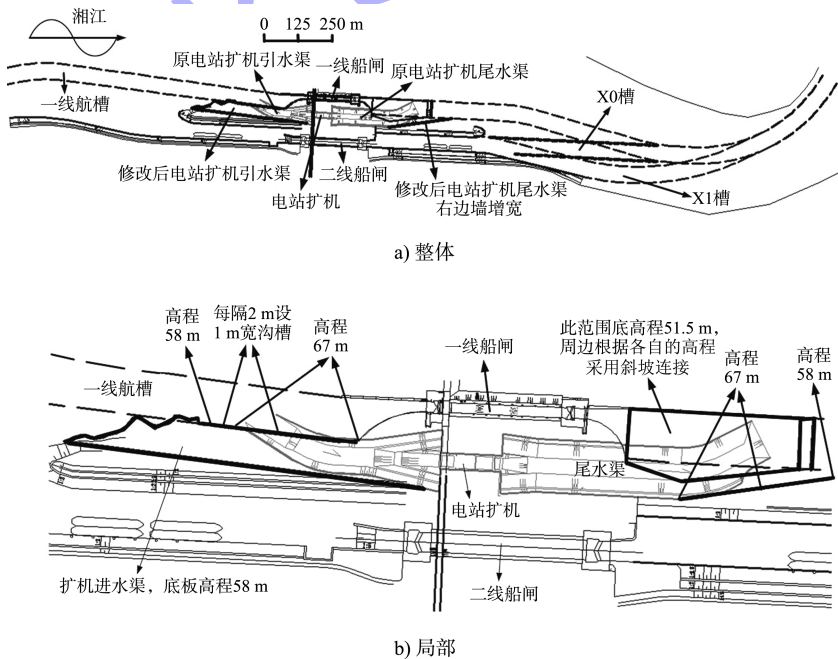 湘江
0 125 250 m
原电站扩机引水渠
一线船闸
原电站扩机尾水渠
一线航槽
X0槽
修改后电站扩机引水渠
二线船闸
电站扩机
修改后电站扩机尾水渠
右边墙增宽
X1槽
a) 整体
高程
58 m
每隔2 m设
1 m宽沟槽
高程
67 m
一线船闸
此范围底高程51.5 m,
周边根据各自的高程
采用斜坡连接
高程
67 m
高程
58 m
一线航槽
尾水渠
电站扩机
扩机进水渠，底板高程58 m
二线船闸
b) 局部